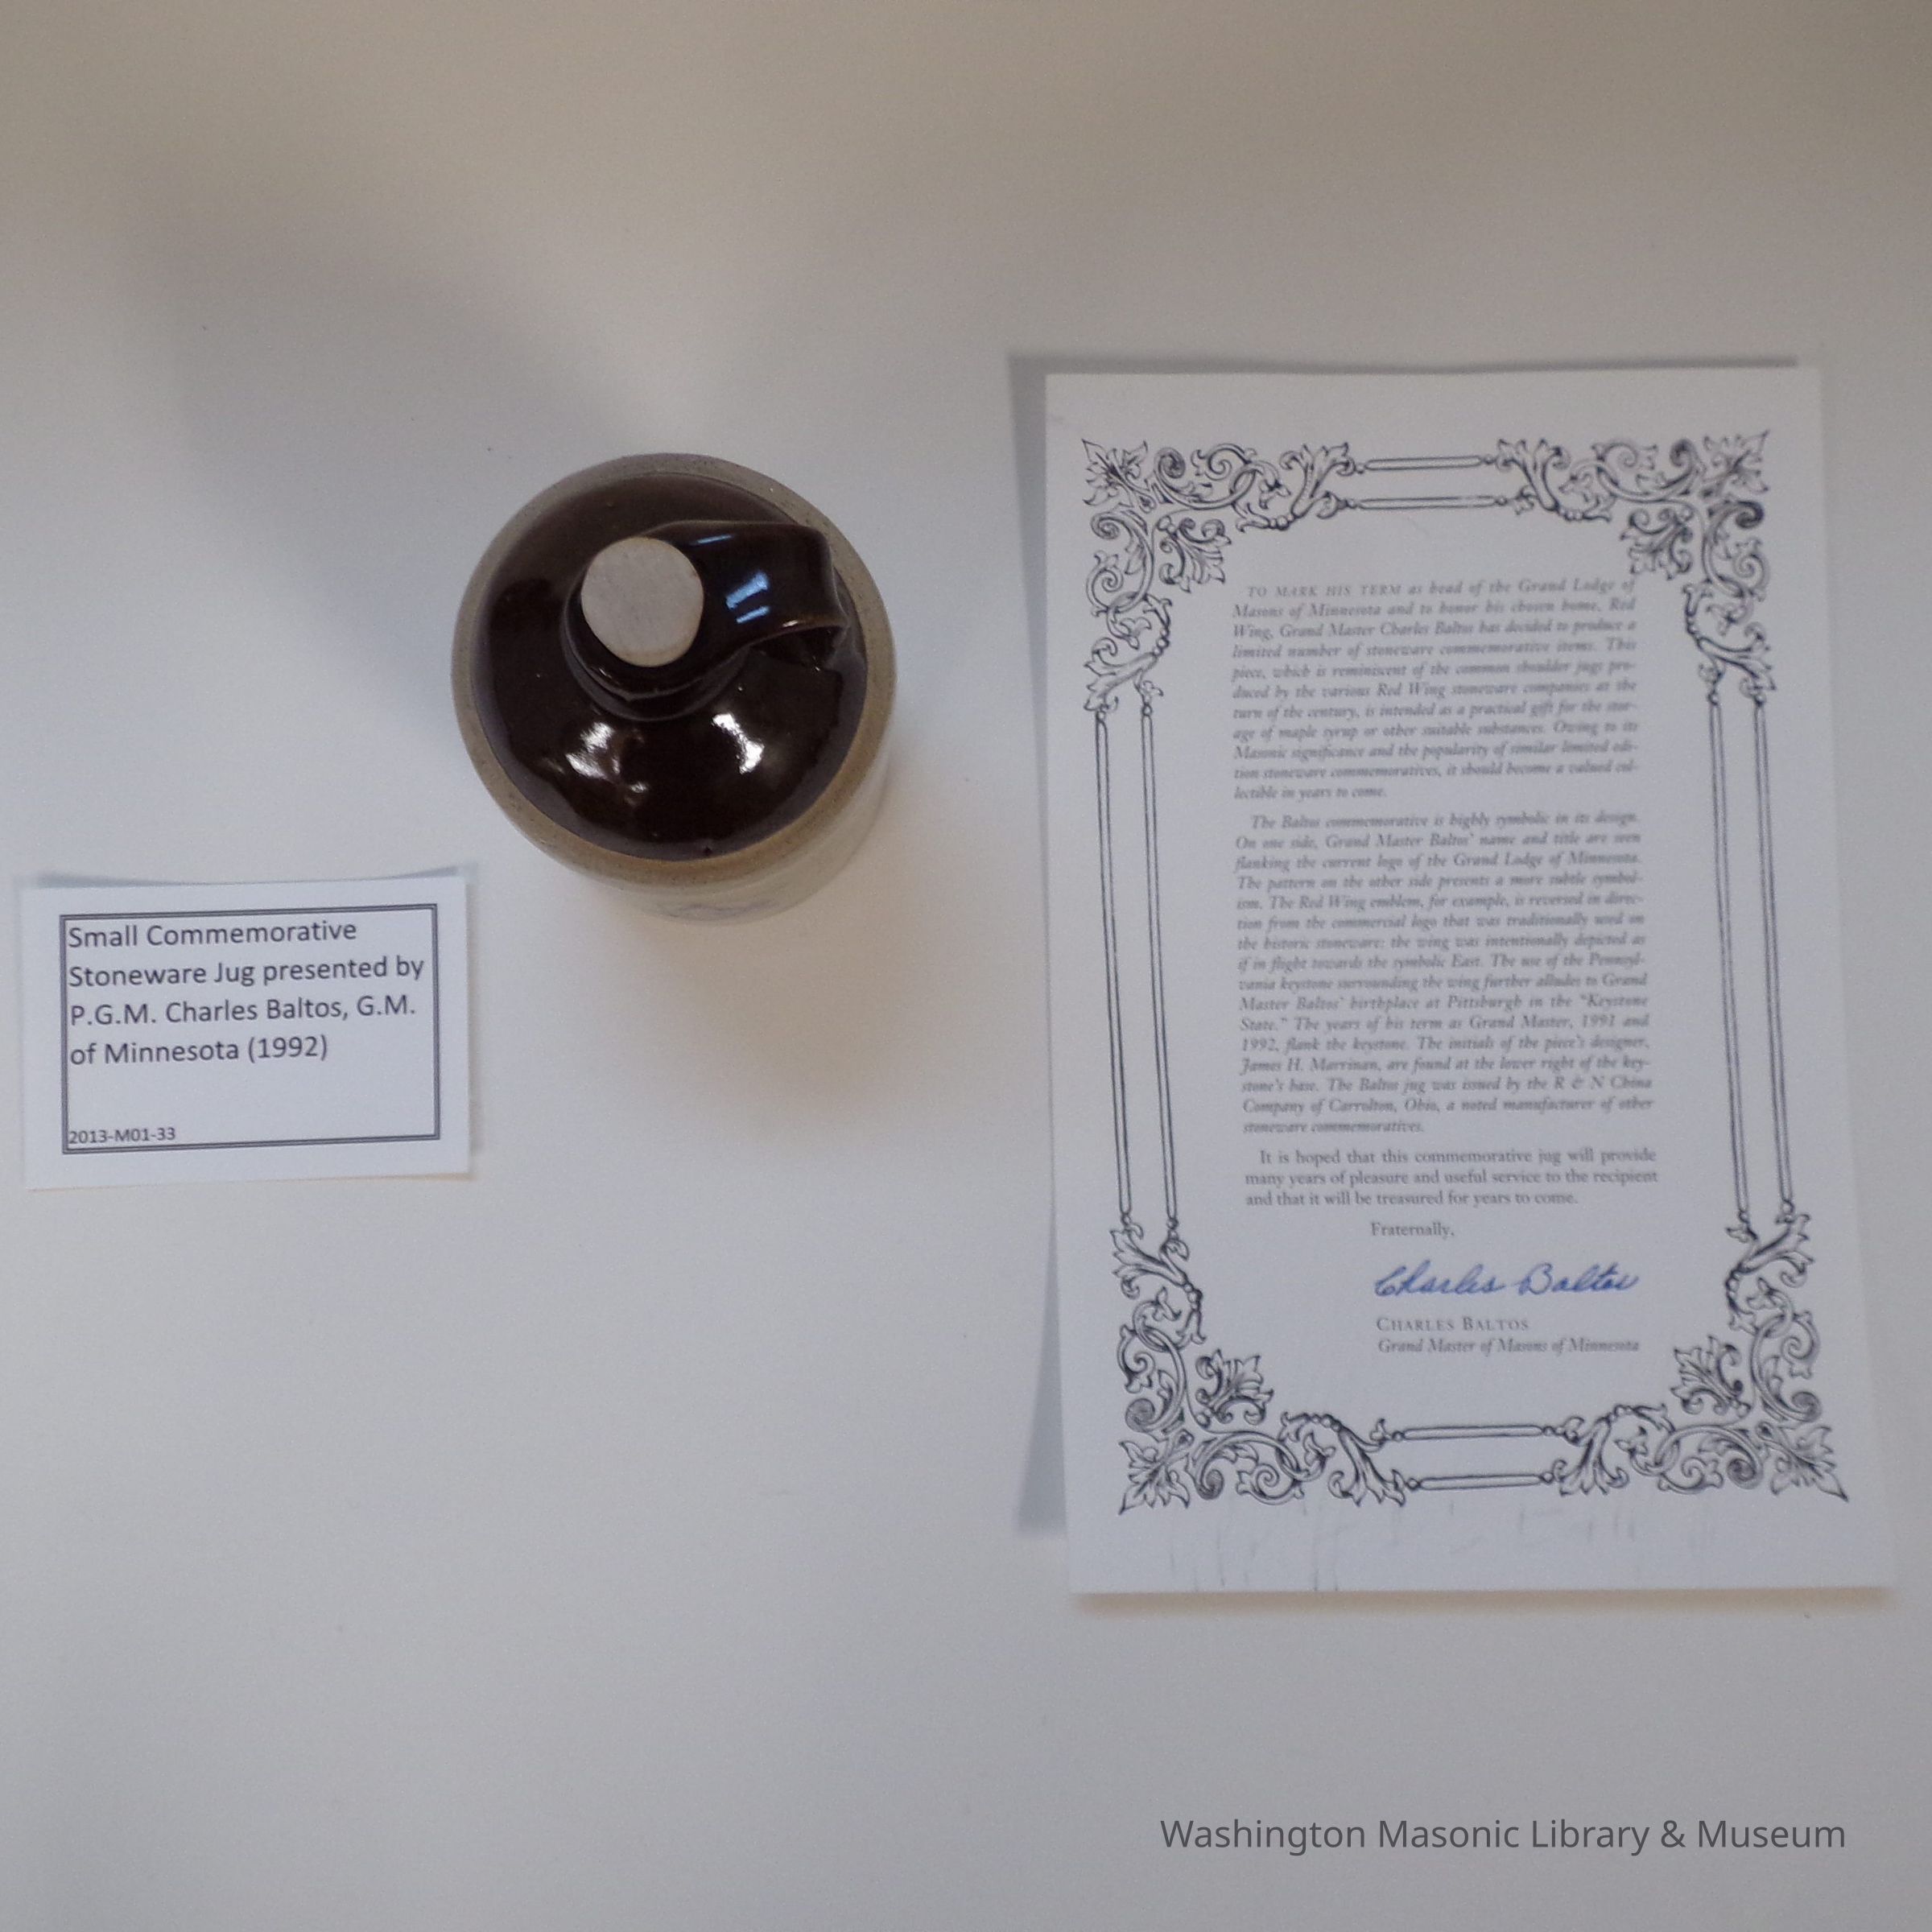 Small Commemorative
Stoneware Jug presented by
P.G.M. Charles Baltos, G.M.
of Minnesota (1992)
2013-M01-33
TO MARK HIS TERM as head of the Grand Lodge of
Masons of Minnesota and to honor his chosen home, Red
Wing, Grand Master Charles Baltos has decided to produce a
limited number of stoneware commemorative items. This
piece, which is reminiscent of the common shoulder jugs pro-
duced by the various Red Wing stoneware companies at the
turn of the century, is intended as a practical gift for the stor-
age of maple syrup or other suitable substances. Owing to its
Masonic significance and the popularity of similar limited edi-
tion stoneware commemoratives, it should become a valued col-
lectible in years to come.
The Baltos commemorative is highly symbolic in its design.
On one side, Grand Master Baltos' name and title are seen
flanking the current logo of the Grand Lodge of Minnesota.
The pattern on the other side presents a more subtle symbol-
ism. The Red Wing emblem, for example, is reversed in direc-
tion from the commercial logo that was traditionally used on
the historic stoneware; the wing was intentionally depicted as
if in flight towards the symbolic East. The use of the Pennsyl-
vania keystone surrounding the wing further alludes to Grand
Master Baltos' birthplace at Pittsburgh in the "Keystone
State." The years of his term as Grand Master, 1991 and
1992, flank the keystone. The initials of the piece's designer,
James H. Marrinan, are found at the lower right of the key-
stone's base. The Baltos jug was issued by the R & N China
Company of Carrolton, Ohio, a noted manufacturer of other
stoneware commemoratives.
It is hoped that this commemorative jug will provide
many years of pleasure and useful service to the recipient
and that it will be treasured for years to come.
Fraternally,
Charles Baltos
CHARLES BALTOS
Grand Master of Masons of Minnesota
Washington Masonic Library & Museum